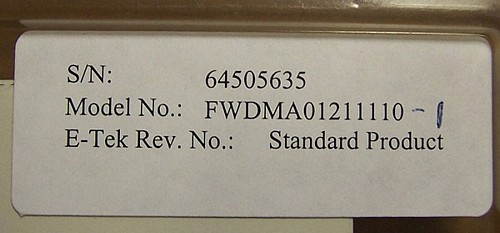 S/N: 64505635
Model No.: FWDMA01211110 -1
E-Tek Rev. No.: Standard Product